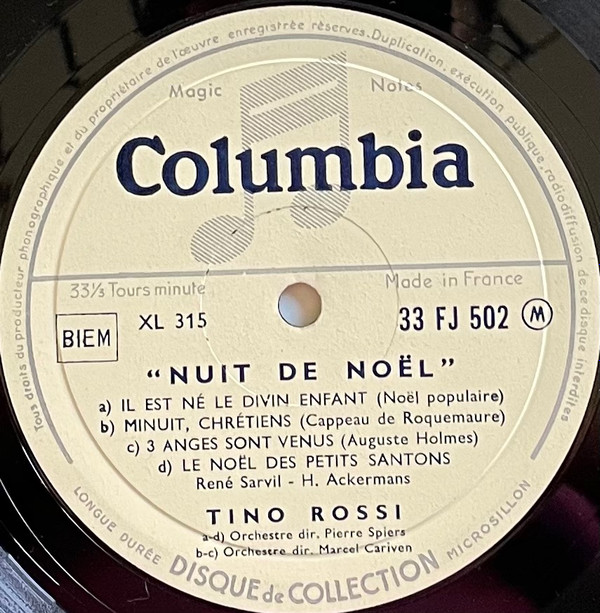 Tous droits du producteur phonographique et du propriétaire de l'œuvre enregistrée réservés. Duplication, exécution publique, radiodiffusion de ce disque interdites
Magic Notes
Columbia
33⅓ Tours minute Made in France
BIEM XL 315 33 FJ 502 M
"NUIT DE NOËL"
a) IL EST NÉ LE DIVIN ENFANT (Noël populaire)
b) MINUIT, CHRÉTIENS (Cappeau de Roquemaure)
c) 3 ANGES SONT VENUS (Auguste Holmes)
d) LE NOËL DES PETITS SANTONS
René Sarvil - H. Ackermans
TINO ROSSI
a-d) Orchestre dir. Pierre Spiers
b-c) Orchestre dir. Marcel Cariven
LONGUE DURÉE DISQUE de COLLECTION MICROSILLON